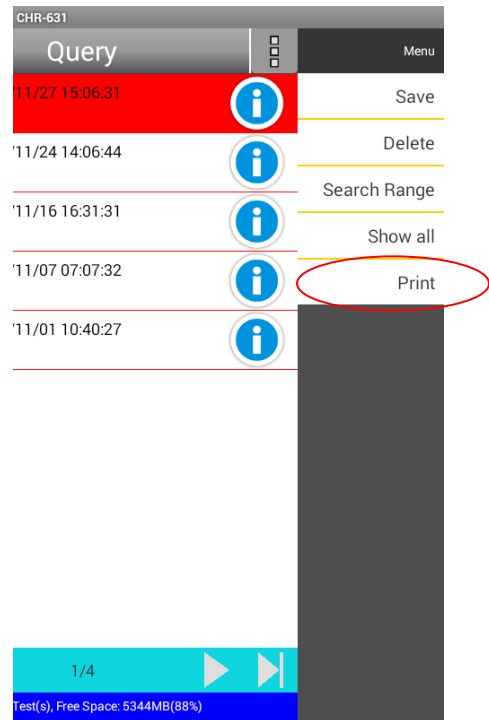 CHR-631
Query
Menu
/11/27 15:06:31
Save
/11/24 14:06:44
Delete
Search Range
/11/16 16:31:31
Show all
/11/07 07:07:32
Print
/11/01 10:40:27
1/4
Test(s), Free Space: 5344MB(88%)